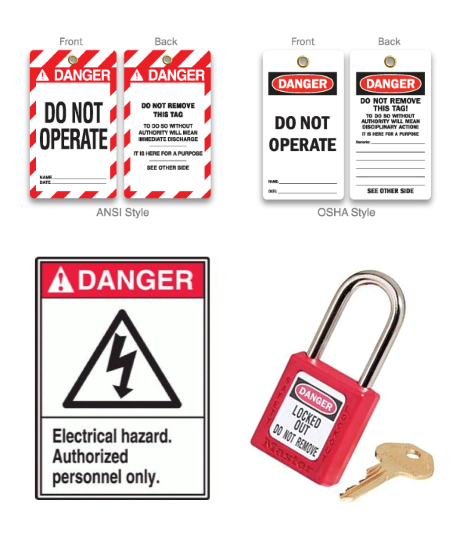 Front
Back
DANGER
DO NOT
OPERATE
NAME
DATE
DANGER
DO NOT REMOVE
THIS TAG
TO DO SO WITHOUT
AUTHORITY WILL MEAN
IMMEDIATE DISCHARGE
IT IS HERE FOR A PURPOSE
SEE OTHER SIDE
ANSI Style
Front
Back
DANGER
DO NOT
OPERATE
NAME
DATE
DANGER
DO NOT REMOVE
THIS TAG!
TO DO SO WITHOUT
AUTHORITY WILL MEAN
DISCIPLINARY ACTION!
IT IS HERE FOR A PURPOSE
Remarks:
SEE OTHER SIDE
OSHA Style
DANGER
Electrical hazard.
Authorized
personnel only.
DANGER
LOCKED
OUT
DO NOT REMOVE
Master